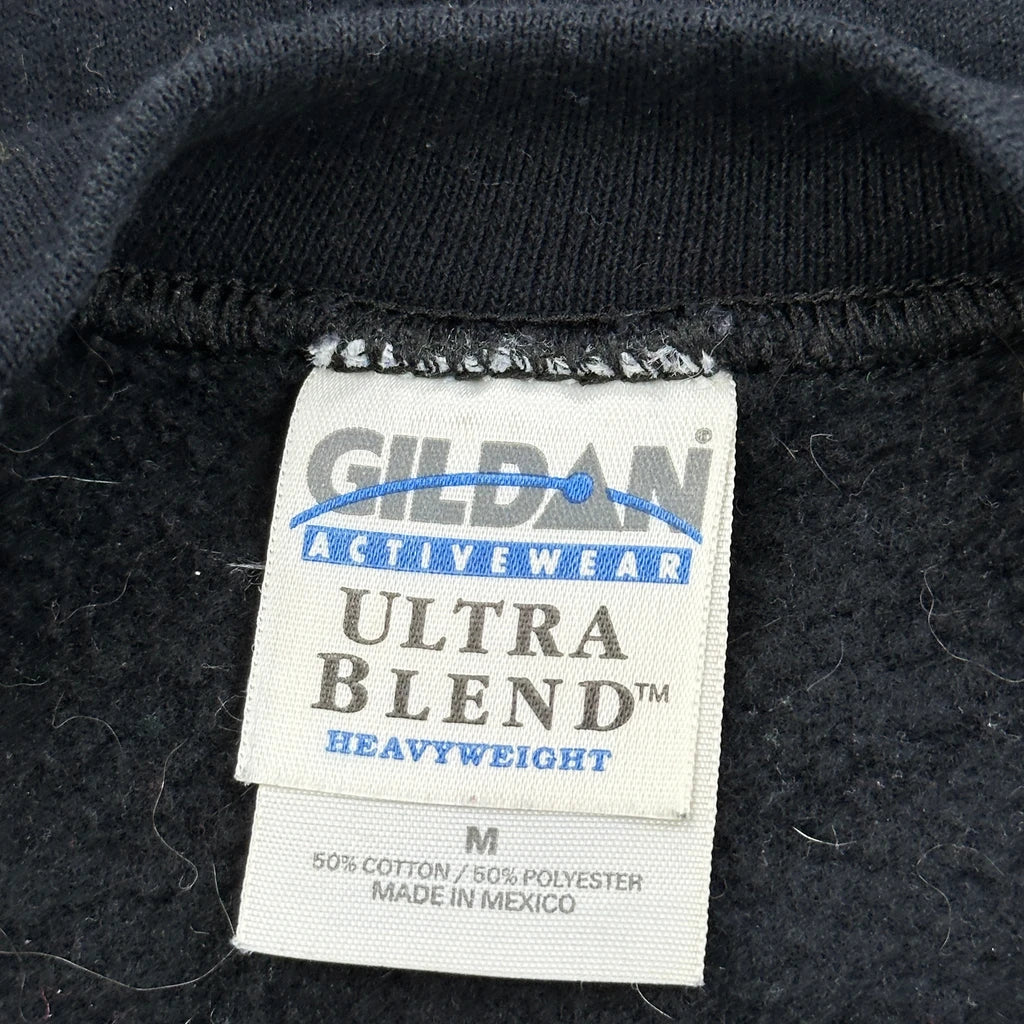 GILDAN®
ACTIVEWEAR
ULTRA
BLEND™
HEAVYWEIGHT
M
50% COTTON / 50% POLYESTER
MADE IN MEXICO